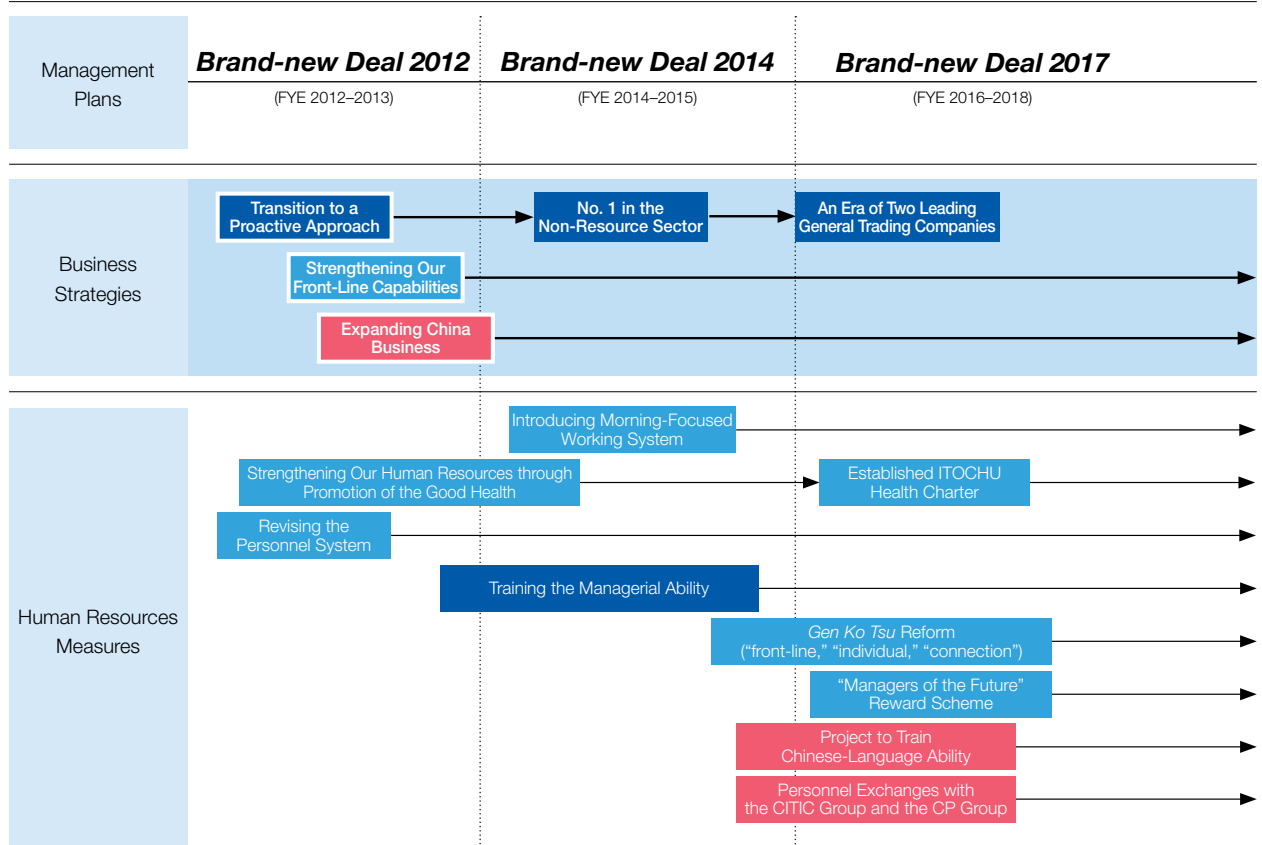 Management
Plans
Brand-new Deal 2012
(FYE 2012–2013)
Brand-new Deal 2014
(FYE 2014–2015)
Brand-new Deal 2017
(FYE 2016–2018)
Business
Strategies
Transition to a
Proactive Approach
No. 1 in the
Non-Resource Sector
An Era of Two Leading
General Trading Companies
Strengthening Our
Front-Line Capabilities
Expanding China
Business
Human Resources
Measures
Introducing Morning-Focused
Working System
Strengthening Our Human Resources through
Promotion of the Good Health
Established ITOCHU
Health Charter
Revising the
Personnel System
Training the Managerial Ability
Gen Ko Tsu Reform
(“front-line,” “individual,” “connection”)
“Managers of the Future”
Reward Scheme
Project to Train
Chinese-Language Ability
Personnel Exchanges with
the CITIC Group and the CP Group